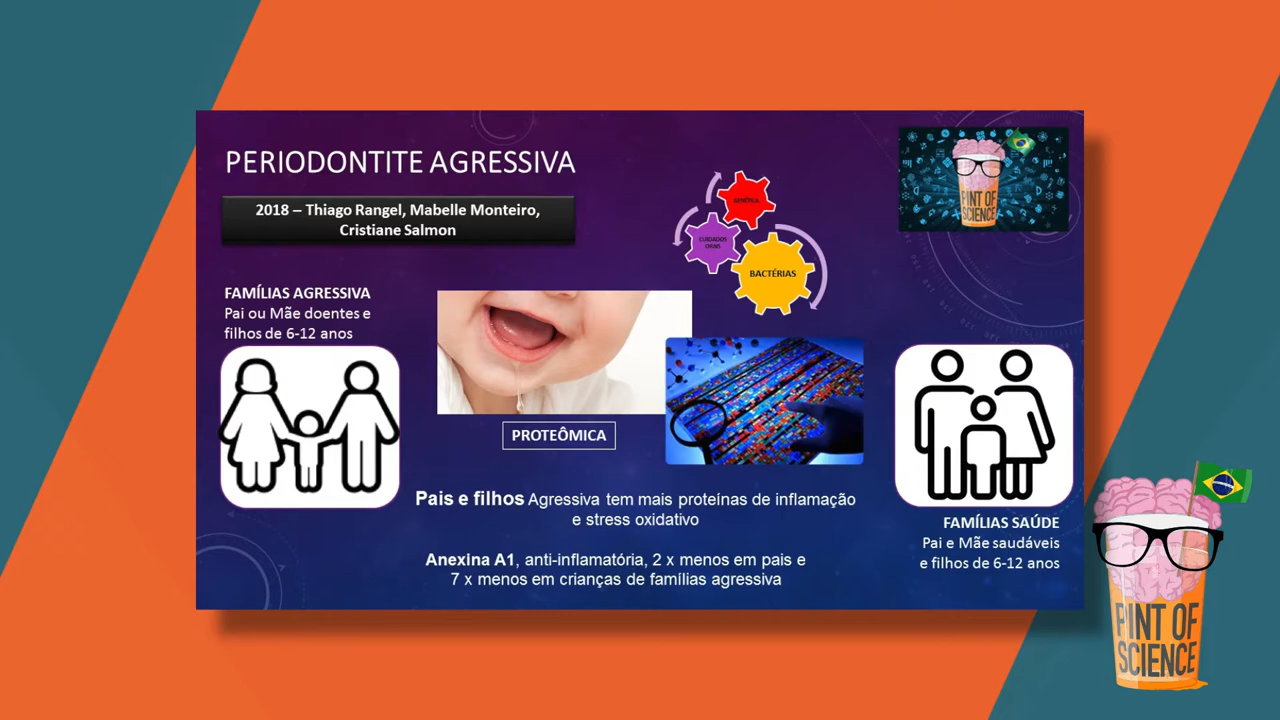 PERIODONTITE AGRESSIVA
2018 – Thiago Rangel, Mabelle Monteiro,
Cristiane Salmon
GENÉTICA
CUIDADOS
ORAIS
BACTÉRIAS
PINT OF
SCIENCE
FAMÍLIAS AGRESSIVA
Pai ou Mãe doentes e
filhos de 6-12 anos
PROTEÔMICA
Pais e filhos Agressiva tem mais proteínas de inflamação
e stress oxidativo
Anexina A1, anti-inflamatória, 2 x menos em pais e
7 x menos em crianças de famílias agressiva
FAMÍLIAS SAÚDE
Pai e Mãe saudáveis
e filhos de 6-12 anos
PINT OF
SCIENCE